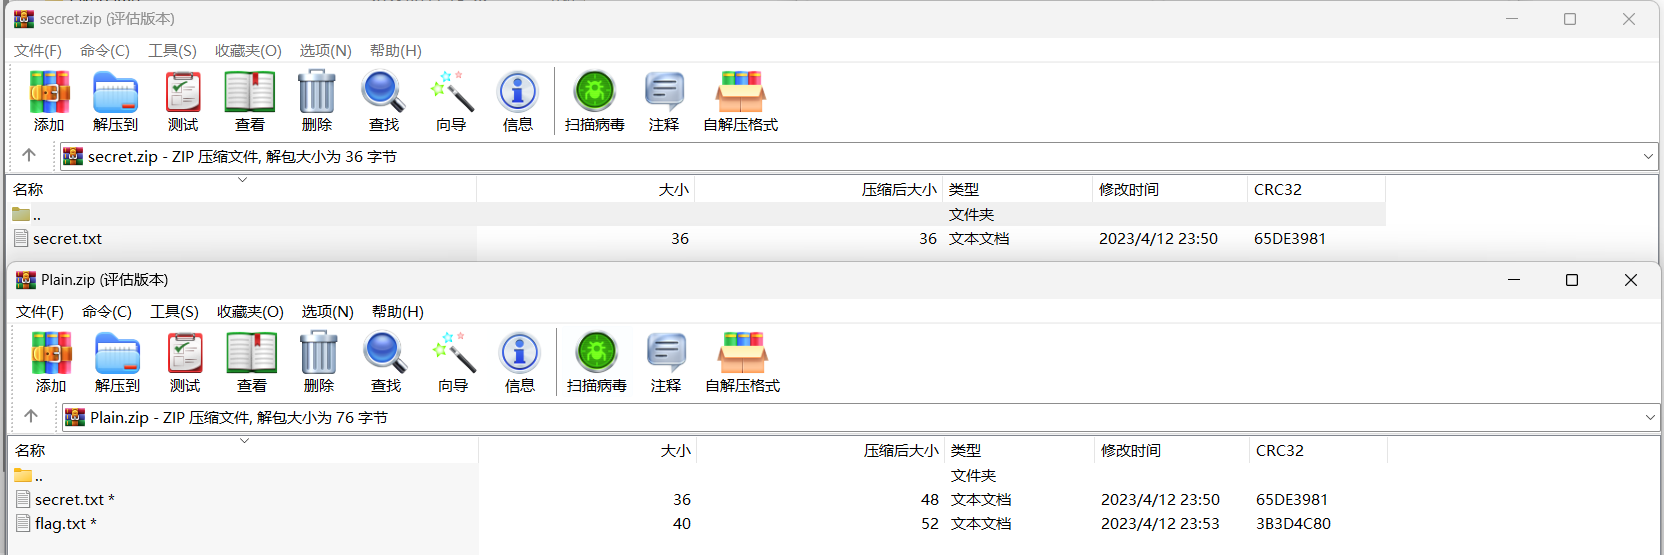 secret.zip (评估版本)
文件(F) 命令(C) 工具(S) 收藏夹(O) 选项(N) 帮助(H)
添加 解压到 测试 查看 删除 查找 向导 信息 扫描病毒 注释 自解压格式
secret.zip - ZIP 压缩文件, 解包大小为 36 字节
名称 大小 压缩后大小 类型 修改时间 CRC32
.. 文件夹
secret.txt 36 36 文本文档 2023/4/12 23:50 65DE3981
Plain.zip (评估版本)
文件(F) 命令(C) 工具(S) 收藏夹(O) 选项(N) 帮助(H)
添加 解压到 测试 查看 删除 查找 向导 信息 扫描病毒 注释 自解压格式
Plain.zip - ZIP 压缩文件, 解包大小为 76 字节
名称 大小 压缩后大小 类型 修改时间 CRC32
.. 文件夹
secret.txt * 36 48 文本文档 2023/4/12 23:50 65DE3981
flag.txt * 40 52 文本文档 2023/4/12 23:53 3B3D4C80